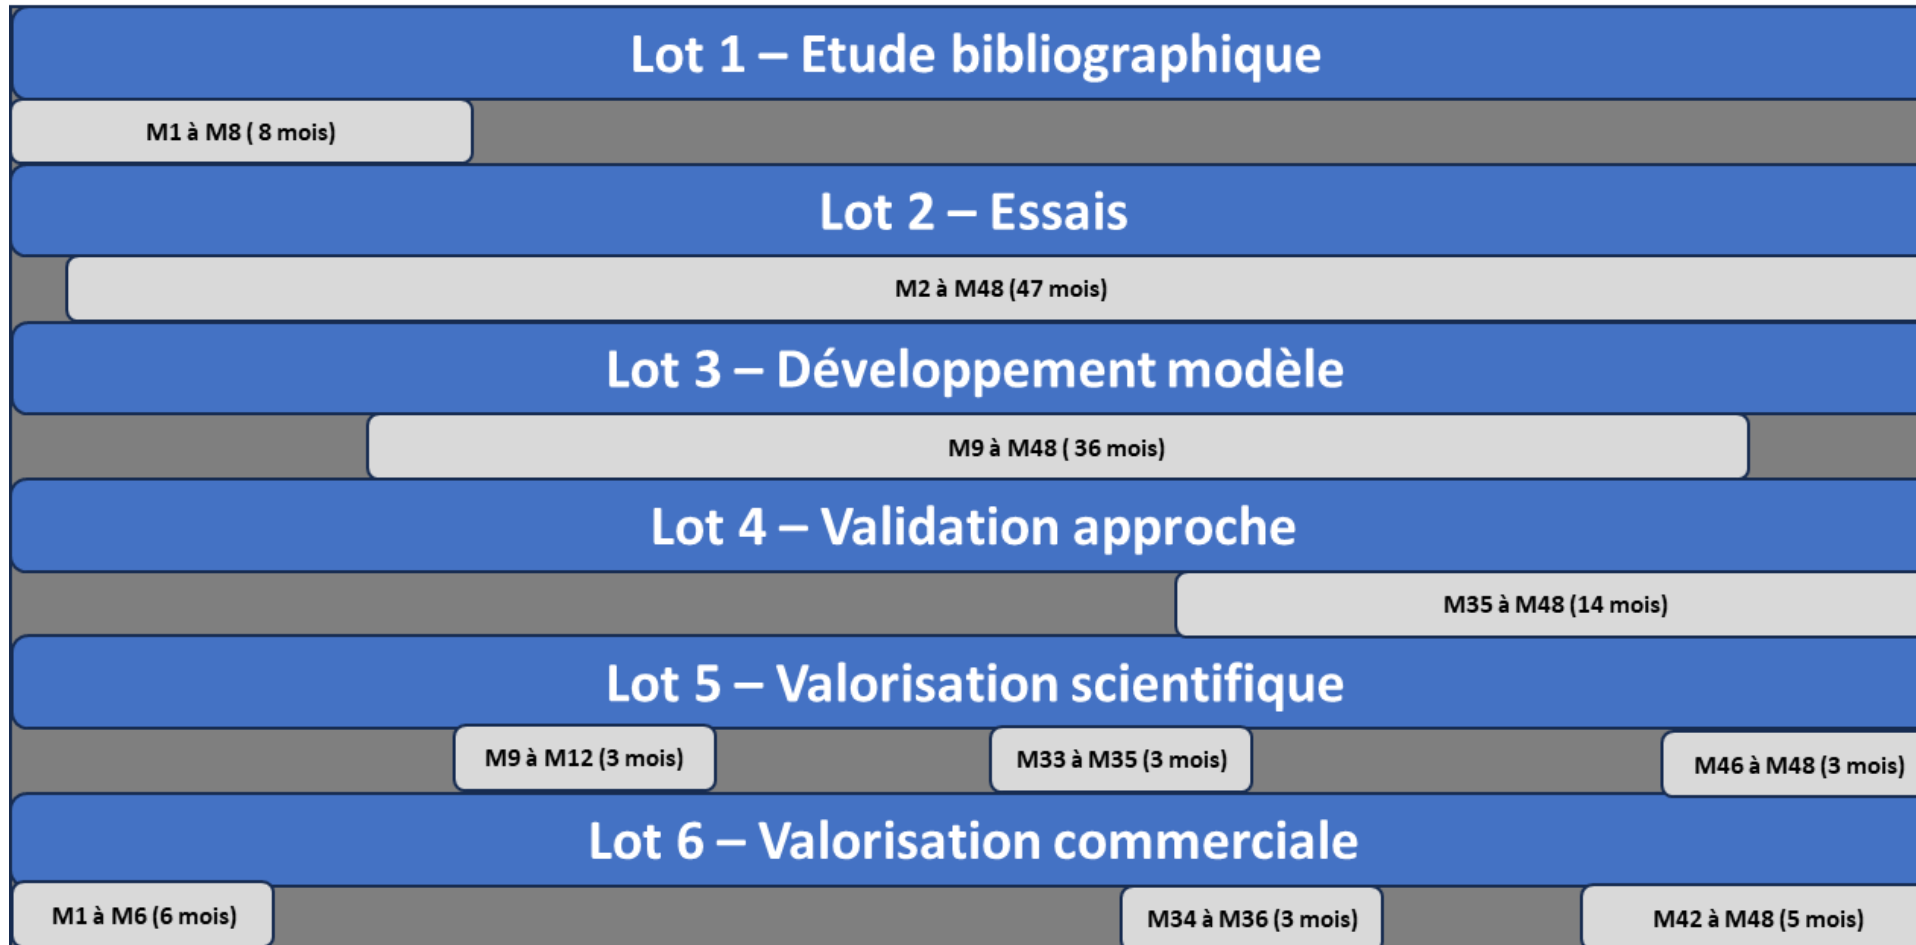 Lot 1 – Etude bibliographique
M1 à M8 ( 8 mois)
Lot 2 – Essais
M2 à M48 (47 mois)
Lot 3 – Développement modèle
M9 à M48 ( 36 mois)
Lot 4 – Validation approche
M35 à M48 (14 mois)
Lot 5 – Valorisation scientifique
M9 à M12 (3 mois)
M33 à M35 (3 mois)
M46 à M48 (3 mois)
Lot 6 – Valorisation commerciale
M1 à M6 (6 mois)
M34 à M36 (3 mois)
M42 à M48 (5 mois)